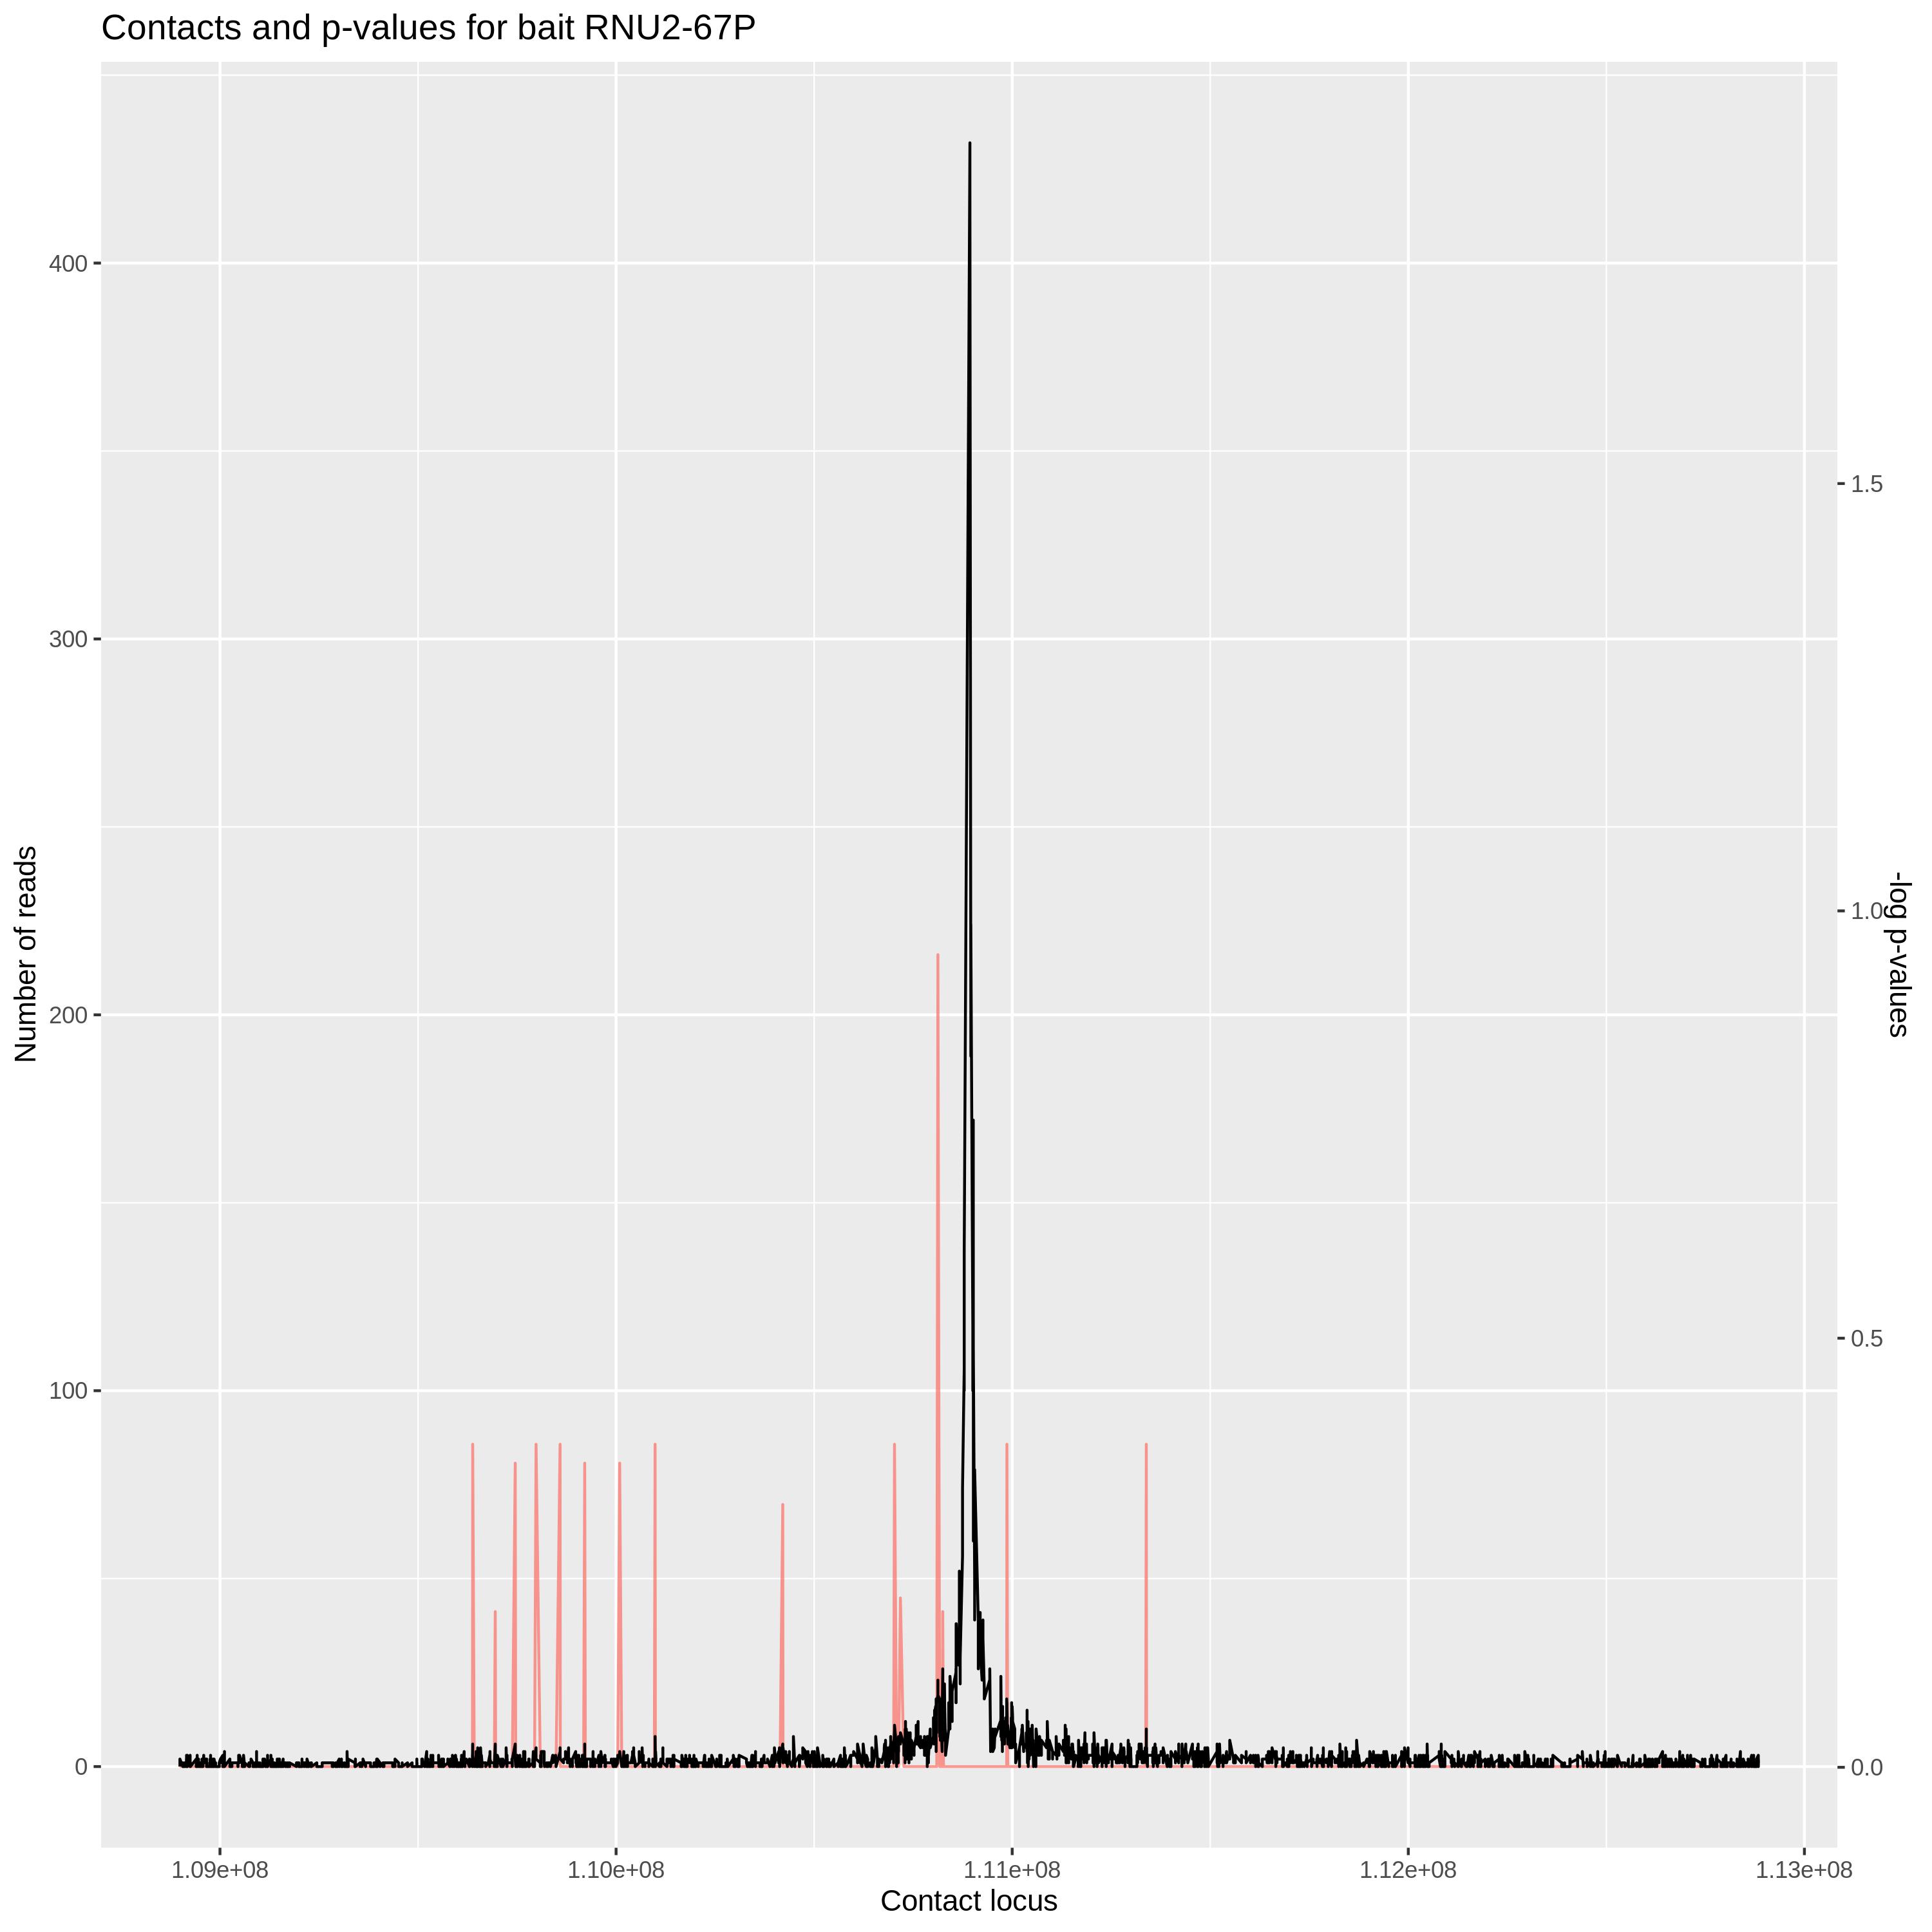 Contacts and p-values for bait RNU2-67P
Number of reads
400
300
200
100
0
1.5
1.0
0.5
0.0
-log p-values
1.09e+08
1.10e+08
1.11e+08
1.12e+08
1.13e+08
Contact locus